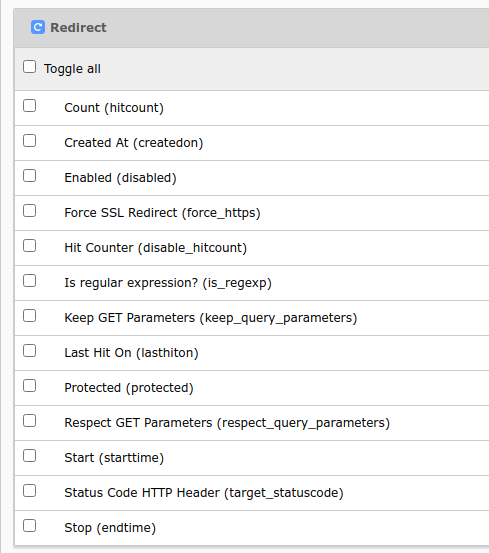 Redirect
Toggle all
Count (hitcount)
Created At (createdon)
Enabled (disabled)
Force SSL Redirect (force_https)
Hit Counter (disable_hitcount)
Is regular expression? (is_regexp)
Keep GET Parameters (keep_query_parameters)
Last Hit On (lasthiton)
Protected (protected)
Respect GET Parameters (respect_query_parameters)
Start (starttime)
Status Code HTTP Header (target_statuscode)
Stop (endtime)